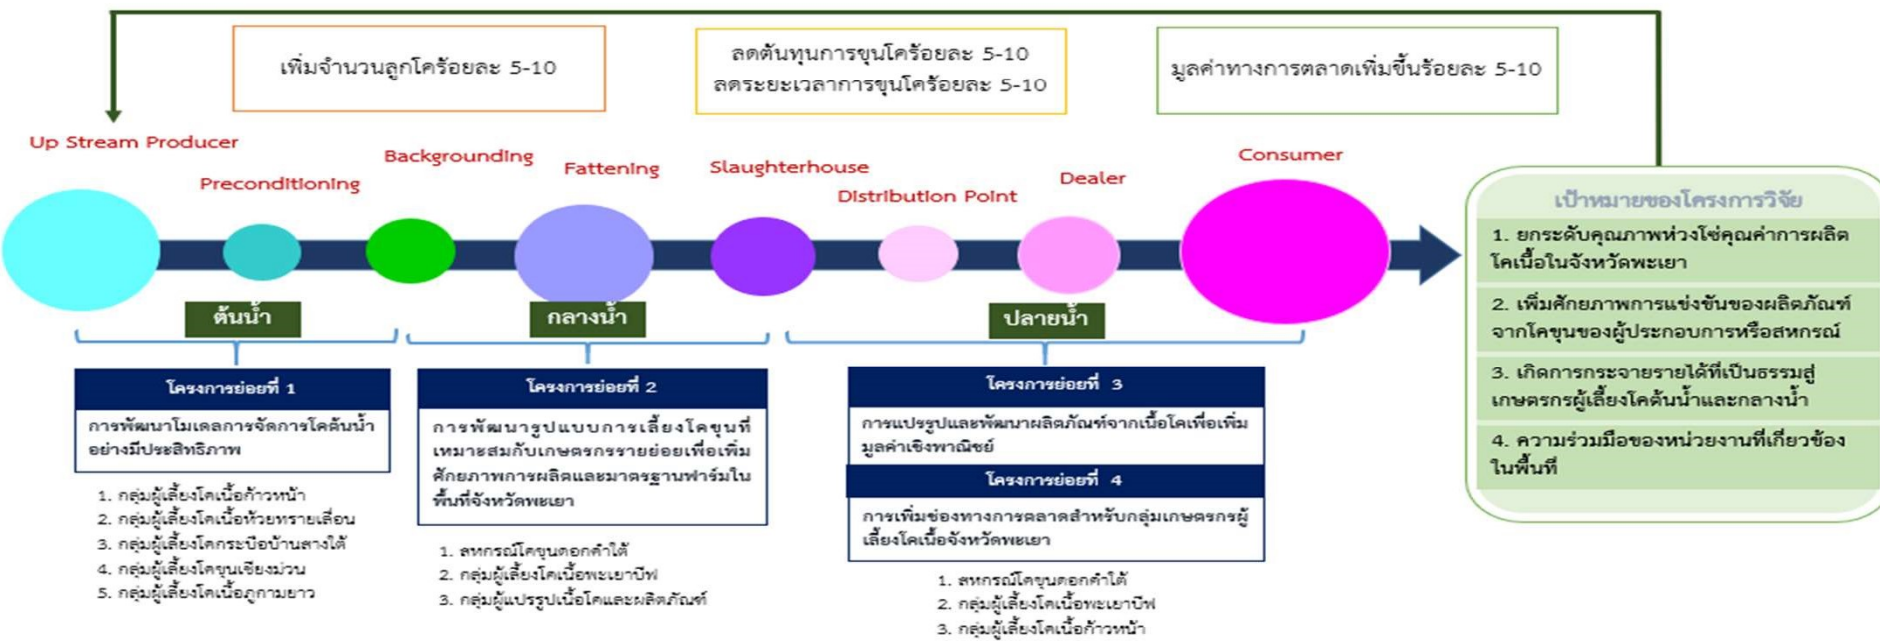 เพิ่มจำนวนลูกโคร้อยละ 5-10
ลดต้นทุนการขุนโคร้อยละ 5-10
ลดระยะเวลาการขุนโคร้อยละ 5-10
มูลค่าทางการตลาดเพิ่มขึ้นร้อยละ 5-10
Up Stream Producer
Preconditioning
Backgrounding
Fattening
Slaughterhouse
Distribution Point
Dealer
Consumer
ต้นน้ำ
กลางน้ำ
ปลายน้ำ
โครงการย่อยที่ 1
การพัฒนาโมเดลการจัดการโคต้นน้ำ
อย่างมีประสิทธิภาพ
1. กลุ่มผู้เลี้ยงโคเนื้อก้าวหน้า
2. กลุ่มผู้เลี้ยงโคเนื้อห้วยทรายเลื่อน
3. กลุ่มผู้เลี้ยงโคกระบือบ้านสางใต้
4. กลุ่มผู้เลี้ยงโคขุนเชียงม่วน
5. กลุ่มผู้เลี้ยงโคเนื้อภูกามยาว
โครงการย่อยที่ 2
การพัฒนารูปแบบการเลี้ยงโคขุนที่
เหมาะสมกับเกษตรกรรายย่อยเพื่อเพิ่ม
ศักยภาพการผลิตและมาตรฐานฟาร์มใน
พื้นที่จังหวัดพะเยา
1. สหกรณ์โคขุนดอกคำใต้
2. กลุ่มผู้เลี้ยงโคเนื้อพะเยาบีฟ
3. กลุ่มผู้แปรรูปเนื้อโคและผลิตภัณฑ์
โครงการย่อยที่ 3
การแปรรูปและพัฒนาผลิตภัณฑ์จากเนื้อโคเพื่อเพิ่ม
มูลค่าเชิงพาณิชย์
โครงการย่อยที่ 4
การเพิ่มช่องทางการตลาดสำหรับกลุ่มเกษตรกรผู้
เลี้ยงโคเนื้อจังหวัดพะเยา
1. สหกรณ์โคขุนดอกคำใต้
2. กลุ่มผู้เลี้ยงโคเนื้อพะเยาบีฟ
3. กลุ่มผู้เลี้ยงโคเนื้อก้าวหน้า
เป้าหมายของโครงการวิจัย
1. ยกระดับคุณภาพห่วงโซ่คุณค่าการผลิต
โคเนื้อในจังหวัดพะเยา
2. เพิ่มศักยภาพการแข่งขันของผลิตภัณฑ์
จากโคขุนของผู้ประกอบการหรือสหกรณ์
3. เกิดการกระจายรายได้ที่เป็นธรรมสู่
เกษตรกรผู้เลี้ยงโคต้นน้ำและกลางน้ำ
4. ความร่วมมือของหน่วยงานที่เกี่ยวข้อง
ในพื้นที่